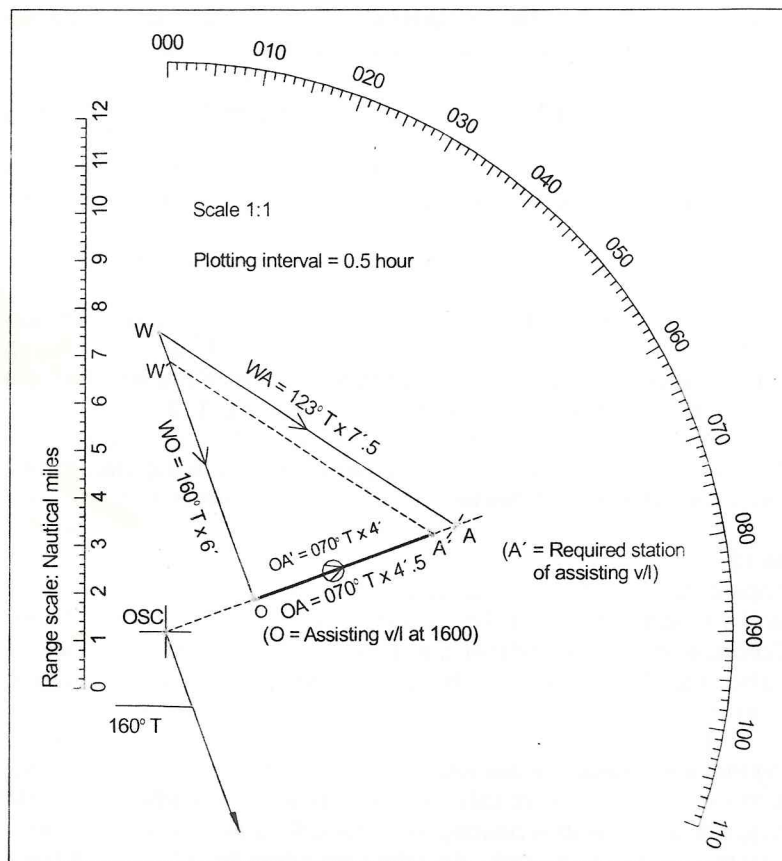 000
010
020
030
040
050
060
070
080
090
100
110
12
11
10
9
8
7
6
5
4
3
2
1
0
Range scale: Nautical miles
Scale 1:1
Plotting interval = 0.5 hour
W
W′
WA = 123° T x 7′.5
WO = 160° T x 6′
OA′ = 070° T x 4′
A′ A
OA = 070° T x 4′.5
(A′ = Required station
of assisting v/l)
O
OSC
(O = Assisting v/l at 1600)
160° T